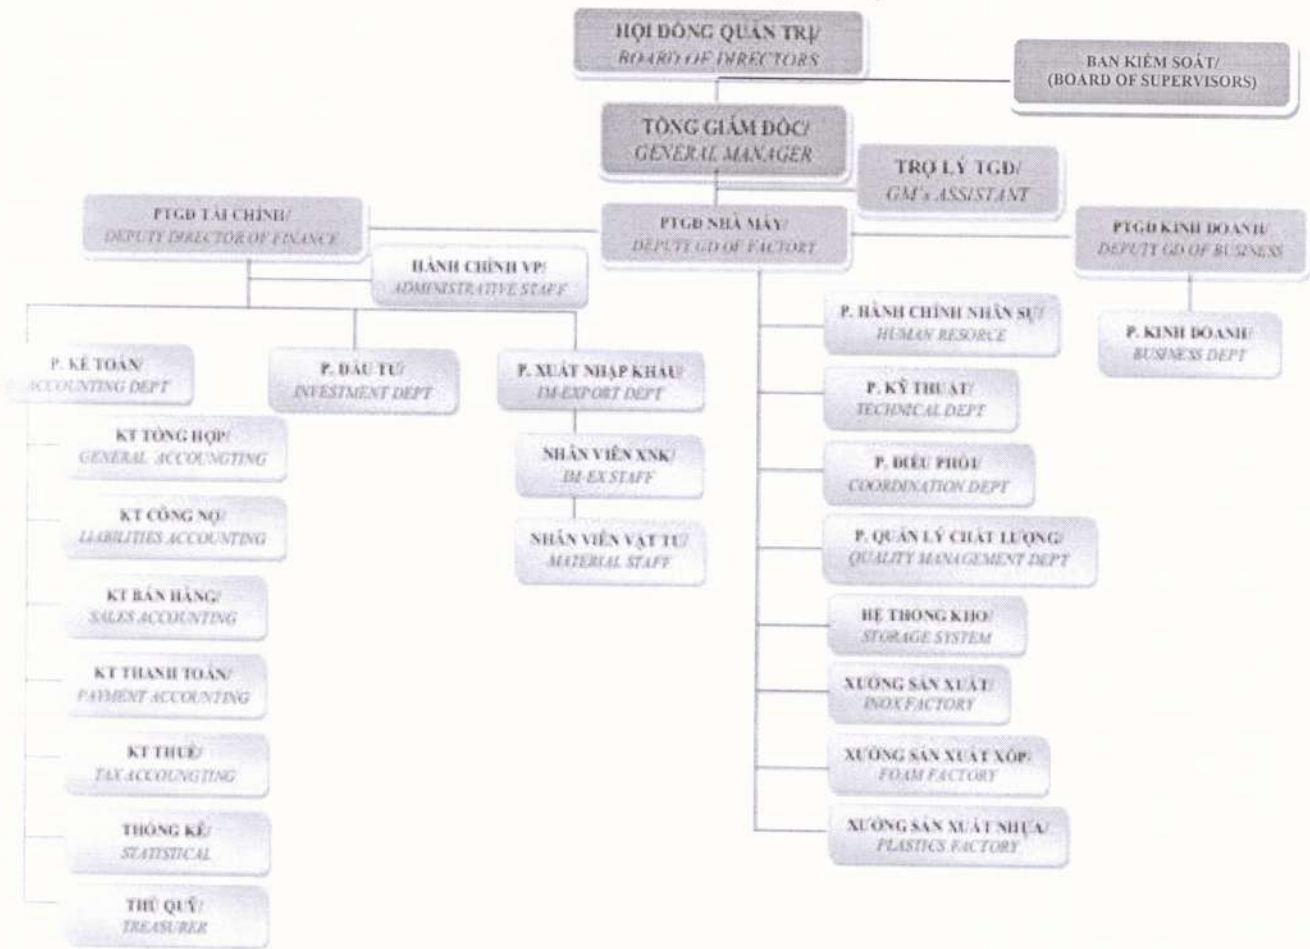 HỘI ĐỒNG QUẢN TRỊ/
BOARD OF DIRECTORS
BAN KIỂM SOÁT/
(BOARD OF SUPERVISORS)
TỔNG GIÁM ĐỐC/
GENERAL MANAGER
TRỢ LÝ TGĐ/
GM's ASSISTANT
PTGĐ TÀI CHÍNH/
DEPUTY DIRECTOR OF FINANCE
PTGĐ NHÀ MÁY/
DEPUTY GD OF FACTORY
PTGĐ KINH DOANH/
DEPUTY GD OF BUSINESS
HÀNH CHÍNH VP/
ADMINISTRATIVE STAFF
P. KẾ TOÁN/
ACCOUNTING DEPT
P. ĐẦU TƯ/
INVESTMENT DEPT
P. XUẤT NHẬP KHẨU/
IM-EXPORT DEPT
P. HÀNH CHÍNH NHÂN SỰ/
HUMAN RESORCE
P. KINH DOANH/
BUSINESS DEPT
KT TỔNG HỢP/
GENERAL ACCOUNGTING
KT CÔNG NỢ/
LIABILITIES ACCOUNTING
KT BÁN HÀNG/
SALES ACCOUNTING
KT THANH TOÁN/
PAYMENT ACCOUNTING
KT THUẾ/
TAX ACCOUNGTING
THỐNG KÊ/
STATISTICAL
THỦ QUỸ/
TREASURER
NHÂN VIÊN XNK/
IM-EX STAFF
NHÂN VIÊN VẬT TƯ/
MATERIAL STAFF
P. KỸ THUẬT/
TECHNICAL DEPT
P. ĐIỀU PHỐI/
COORDINATION DEPT
P. QUẢN LÝ CHẤT LƯỢNG/
QUALITY MANAGEMENT DEPT
HỆ THỐNG KHO/
STORAGE SYSTEM
XƯỞNG SẢN XUẤT/
INOX FACTORY
XƯỞNG SẢN XUẤT XỐP/
FOAM FACTORY
XƯỞNG SẢN XUẤT NHỰA/
PLASTICS FACTORY